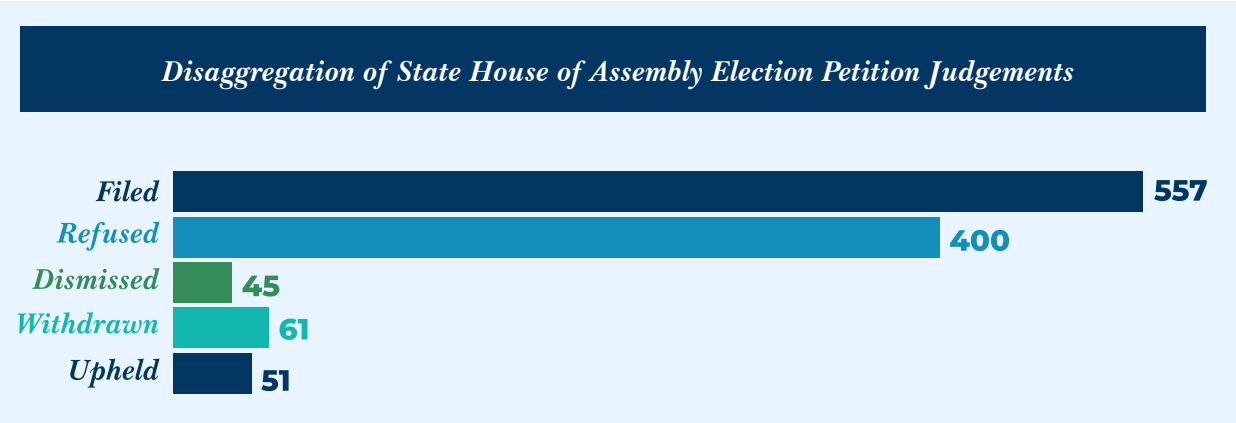 Disaggregation of State House of Assembly Election Petition Judgements
Filed 557
Refused 400
Dismissed 45
Withdrawn 61
Upheld 51